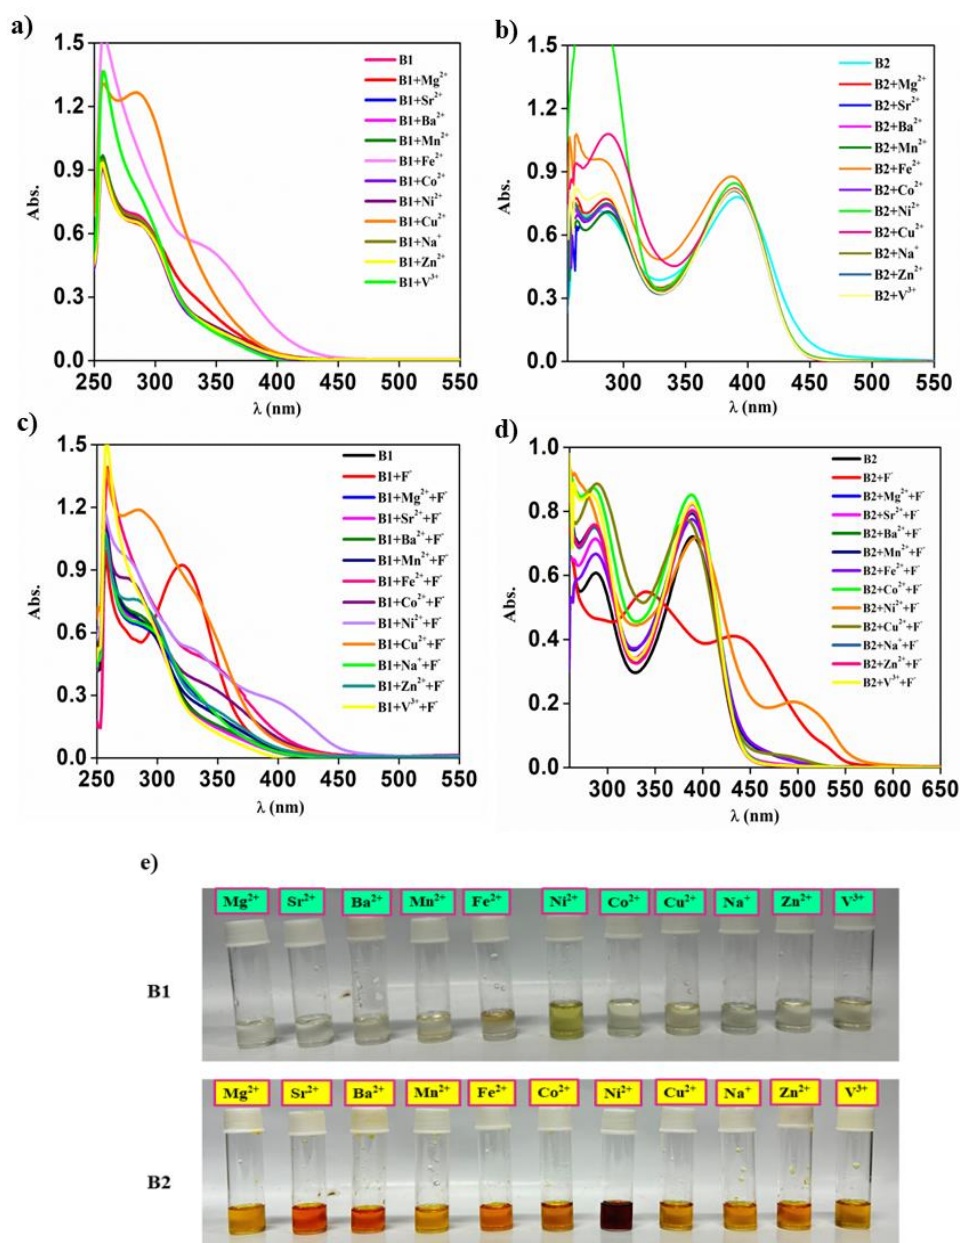 a)
1.5
1.2
0.9
0.6
0.3
0.0
Abs.
250 300 350 400 450 500 550
λ (nm)
B1
B1+Mg²⁺
B1+Sr²⁺
B1+Ba²⁺
B1+Mn²⁺
B1+Fe²⁺
B1+Co²⁺
B1+Ni²⁺
B1+Cu²⁺
B1+Na⁺
B1+Zn²⁺
B1+V³⁺
b)
1.5
1.2
0.9
0.6
0.3
0.0
Abs.
300 350 400 450 500 550
λ (nm)
B2
B2+Mg²⁺
B2+Sr²⁺
B2+Ba²⁺
B2+Mn²⁺
B2+Fe²⁺
B2+Co²⁺
B2+Ni²⁺
B2+Cu²⁺
B2+Na⁺
B2+Zn²⁺
B2+V³⁺
c)
1.5
1.2
0.9
0.6
0.3
0.0
Abs.
250 300 350 400 450 500 550
λ (nm)
B1
B1+F⁻
B1+Mg²⁺+F⁻
B1+Sr²⁺+F⁻
B1+Ba²⁺+F⁻
B1+Mn²⁺+F⁻
B1+Fe²⁺+F⁻
B1+Co²⁺+F⁻
B1+Ni²⁺+F⁻
B1+Cu²⁺+F⁻
B1+Na⁺+F⁻
B1+Zn²⁺+F⁻
B1+V³⁺+F⁻
d)
1.0
0.8
0.6
0.4
0.2
0.0
Abs.
300 350 400 450 500 550 600 650
λ (nm)
B2
B2+F⁻
B2+Mg²⁺+F⁻
B2+Sr²⁺+F⁻
B2+Ba²⁺+F⁻
B2+Mn²⁺+F⁻
B2+Fe²⁺+F⁻
B2+Co²⁺+F⁻
B2+Ni²⁺+F⁻
B2+Cu²⁺+F⁻
B2+Na⁺+F⁻
B2+Zn²⁺+F⁻
B2+V³⁺+F⁻
e)
Mg²⁺ Sr²⁺ Ba²⁺ Mn²⁺ Fe²⁺ Ni²⁺ Co²⁺ Cu²⁺ Na⁺ Zn²⁺ V³⁺
B1
Mg²⁺ Sr²⁺ Ba²⁺ Mn²⁺ Fe²⁺ Co²⁺ Ni²⁺ Cu²⁺ Na⁺ Zn²⁺ V³⁺
B2